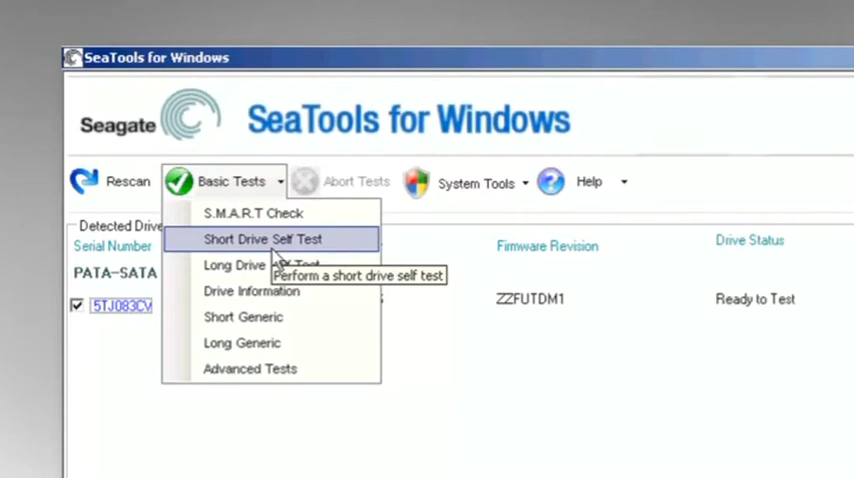 SeaTools for Windows
Seagate
SeaTools for Windows
Rescan
Basic Tests
Abort Tests
System Tools
Help
Detected Drive
S.M.A.R.T Check
Serial Number
Short Drive Self Test
Firmware Revision
Drive Status
PATA-SATA
Long Drive
Test
Perform a short drive self test
5TJ083CV
Drive Information
ZZFUTDM1
Ready to Test
Short Generic
Long Generic
Advanced Tests